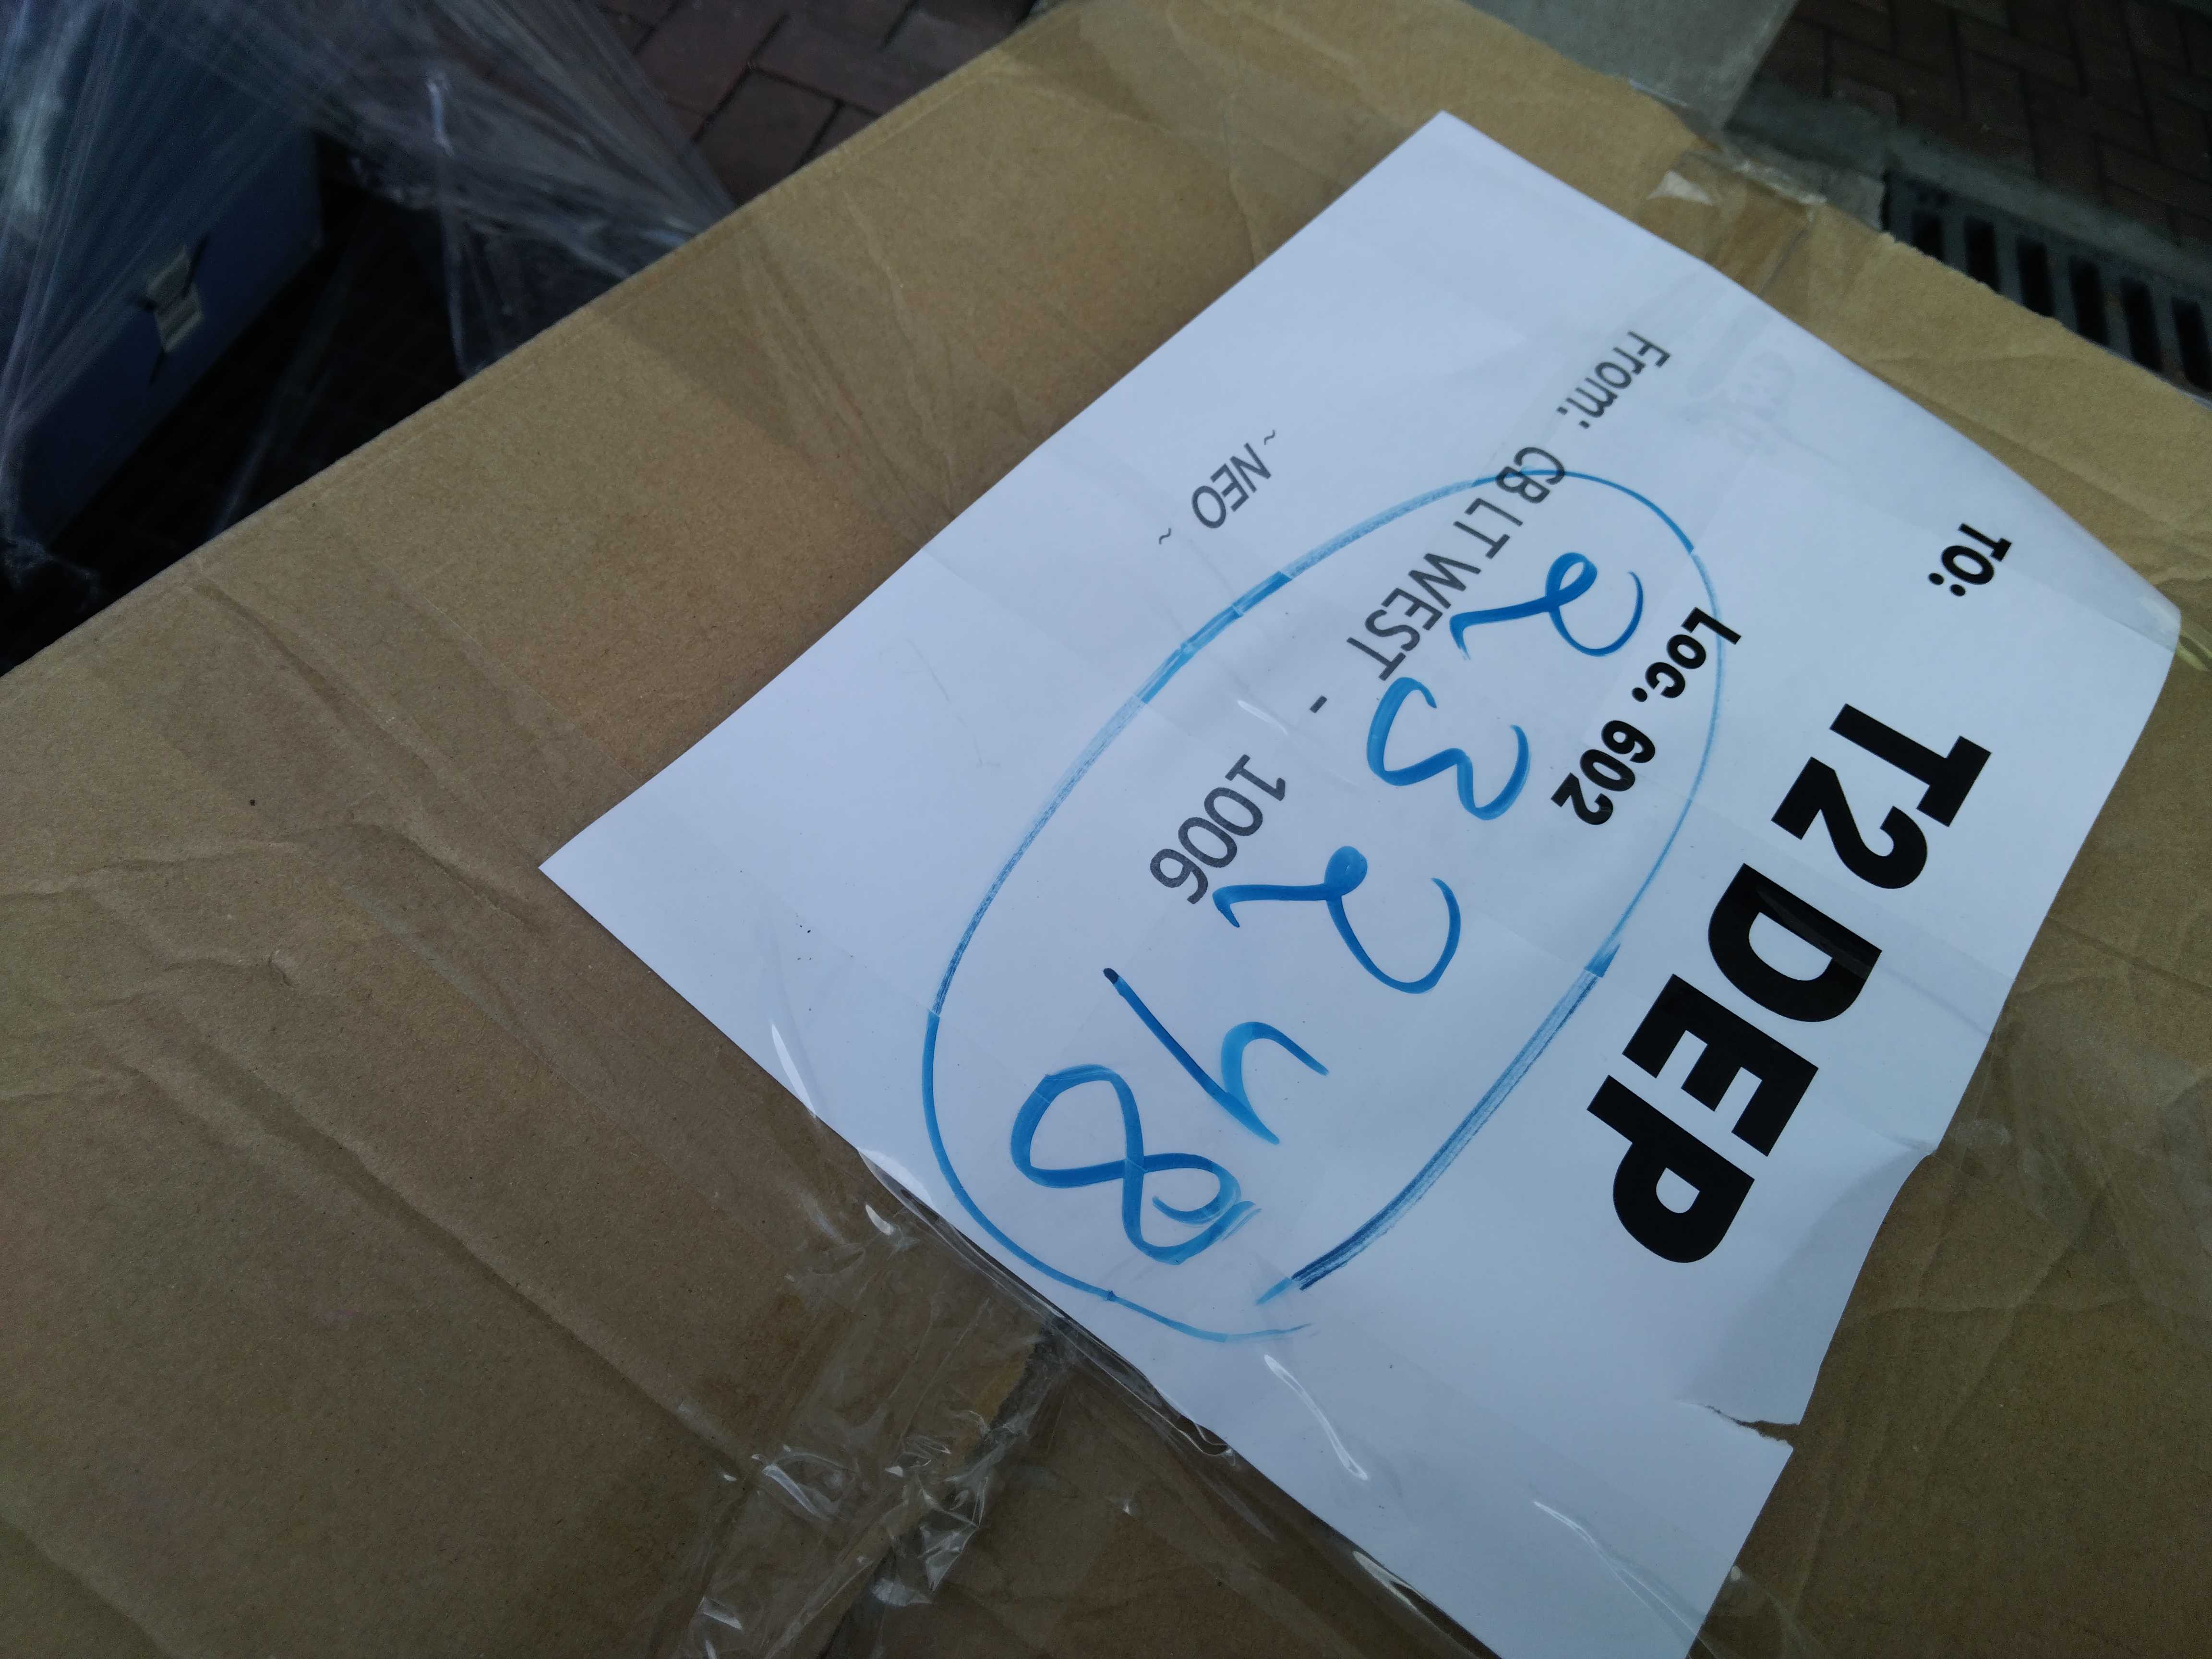 TO: T2 DEP
Loc. 602
From: CB LT WEST - 1006
23248
~ NEO ~